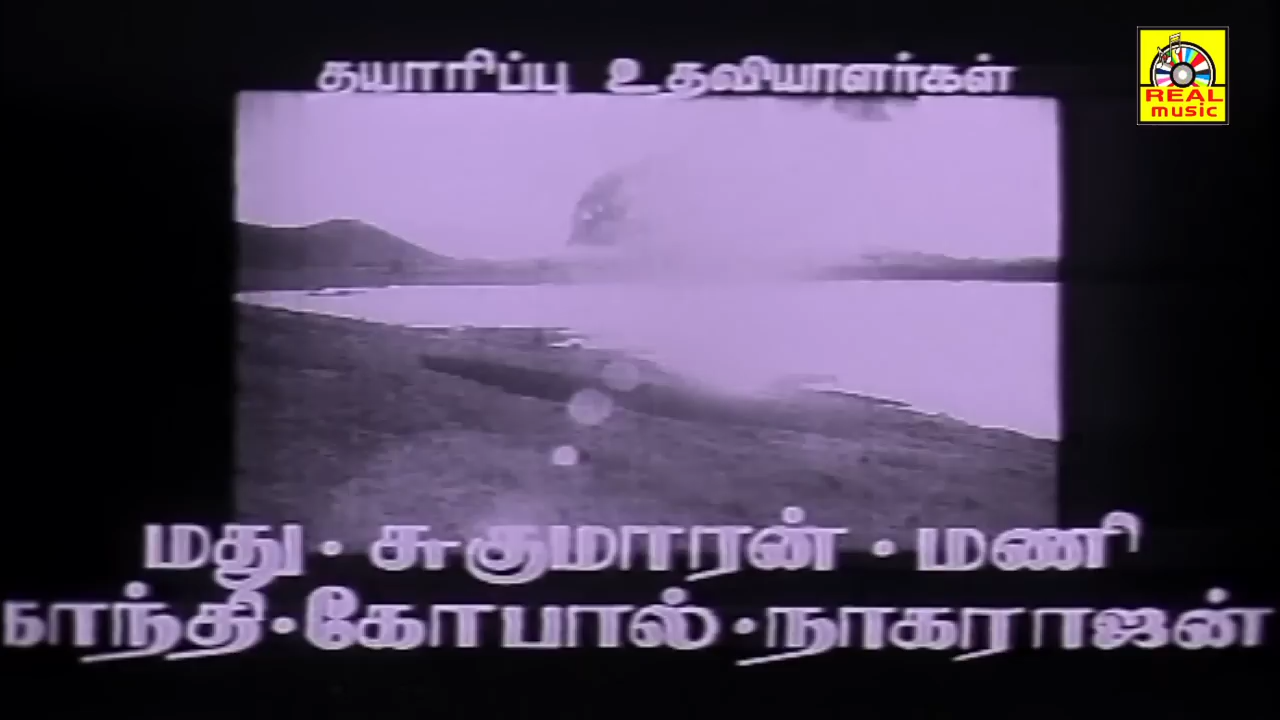 தயாரிப்பு உதவியாளர்கள்
REAL
music
மது · சுகுமாரன் · மணி
காந்தி · கோபால் · நாகராஜன்